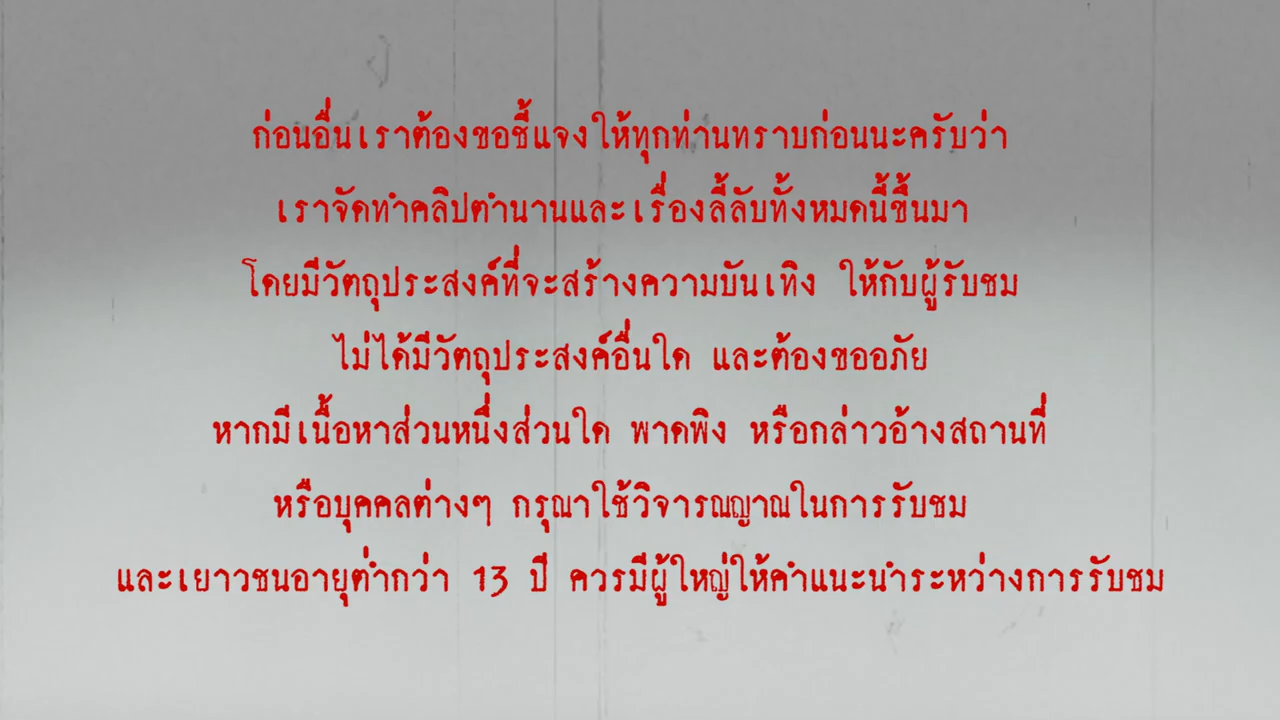 ก่อนอื่นเราต้องขอชี้แจงให้ทุกท่านทราบก่อนนะครับว่า
เราจัดทำคลิปตำนานและเรื่องลี้ลับทั้งหมดนี้ขึ้นมา
โดยมีวัตถุประสงค์ที่จะสร้างความบันเทิง ให้กับผู้รับชม
ไม่ได้มีวัตถุประสงค์อื่นใด และต้องขออภัย
หากมีเนื้อหาส่วนหนึ่งส่วนใด พาดพิง หรือกล่าวอ้างสถานที่
หรือบุคคลต่างๆ กรุณาใช้วิจารณญาณในการรับชม
และเยาวชนอายุต่ำกว่า 13 ปี ควรมีผู้ใหญ่ให้คำแนะนำระหว่างการรับชม